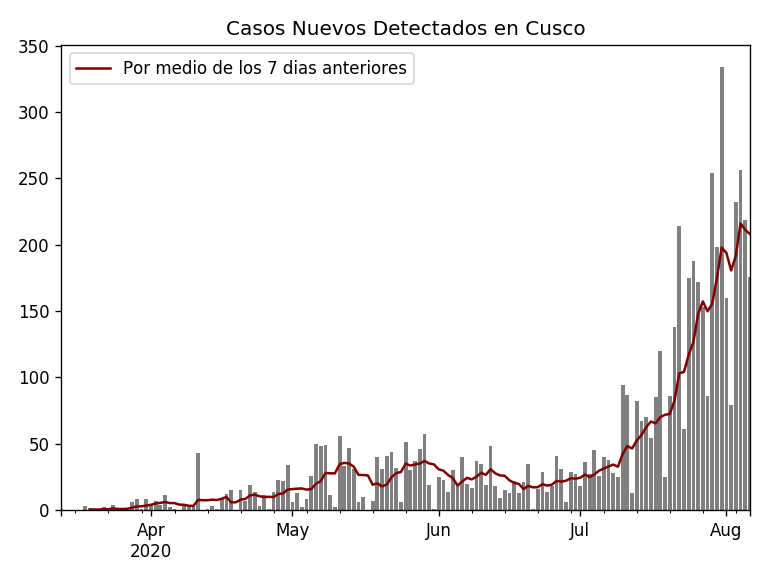 Casos Nuevos Detectados en Cusco
Por medio de los 7 dias anteriores
350
300
250
200
150
100
50
0
Apr
2020
May
Jun
Jul
Aug